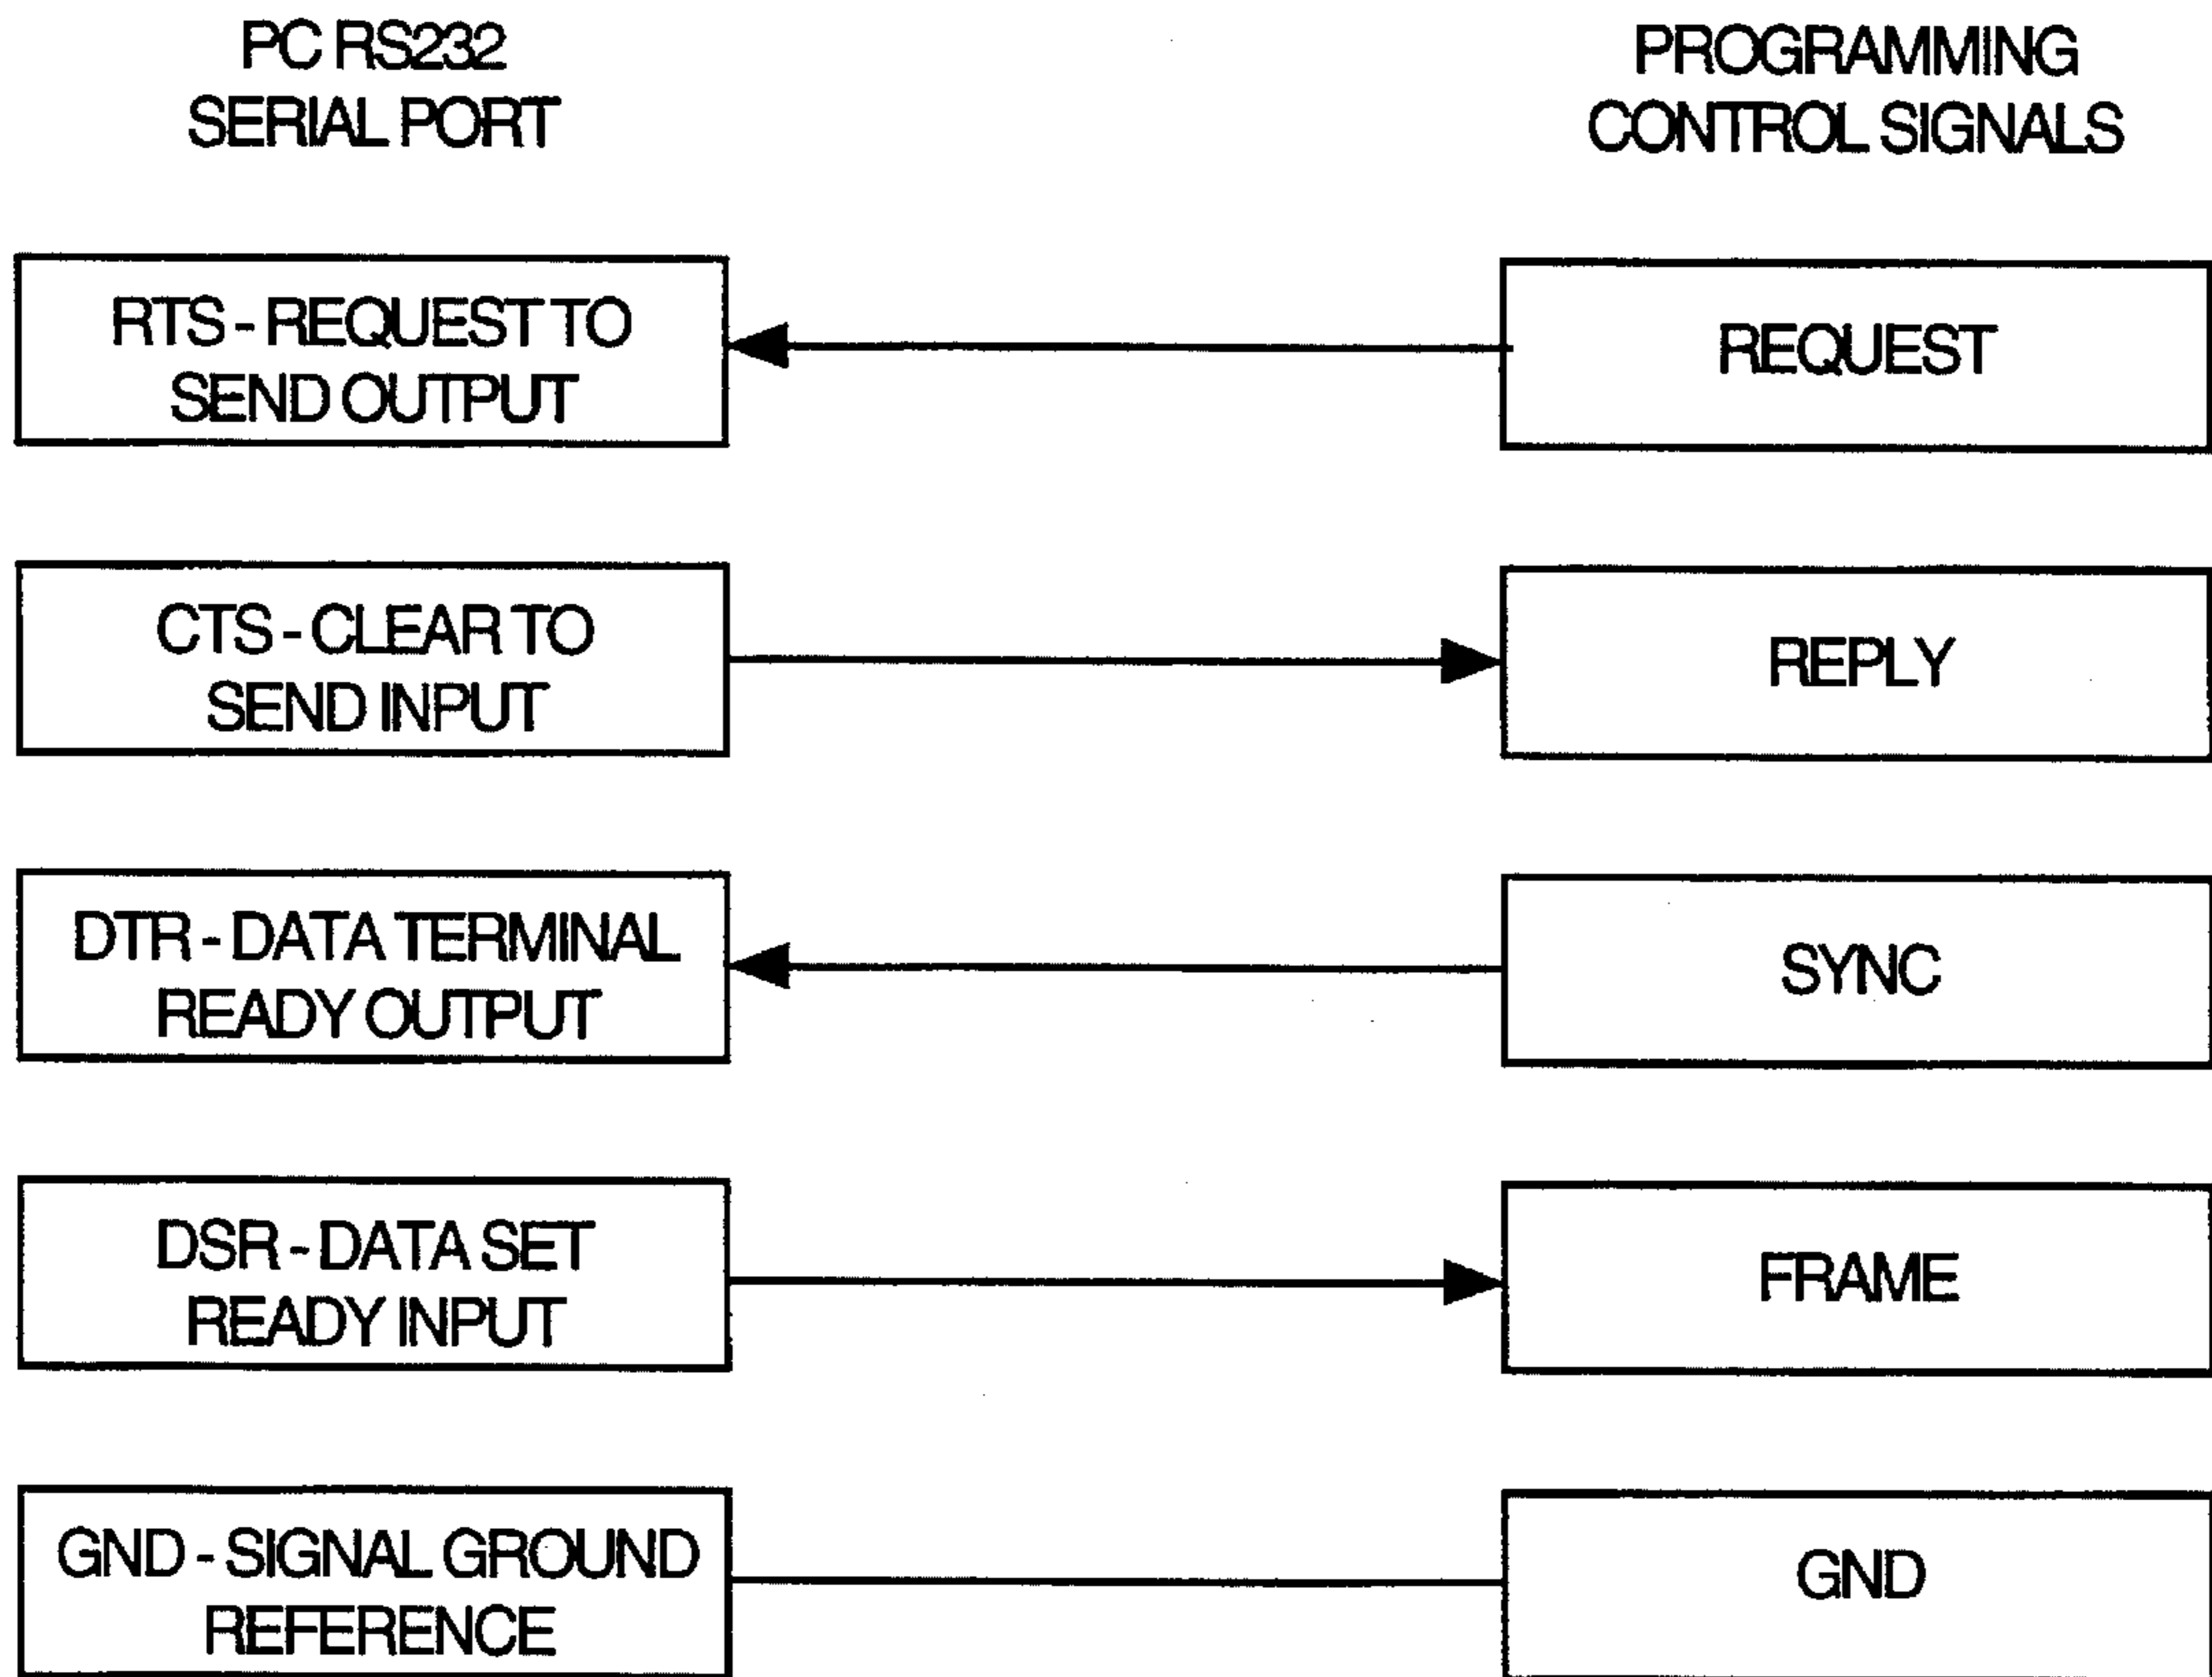 PC RS232
SERIAL PORT
PROGRAMMING
CONTROL SIGNALS
RTS - REQUEST TO
SEND OUTPUT
REQUEST
CTS - CLEAR TO
SEND INPUT
REPLY
DTR - DATA TERMINAL
READY OUTPUT
SYNC
DSR - DATA SET
READY INPUT
FRAME
GND - SIGNAL GROUND
REFERENCE
GND